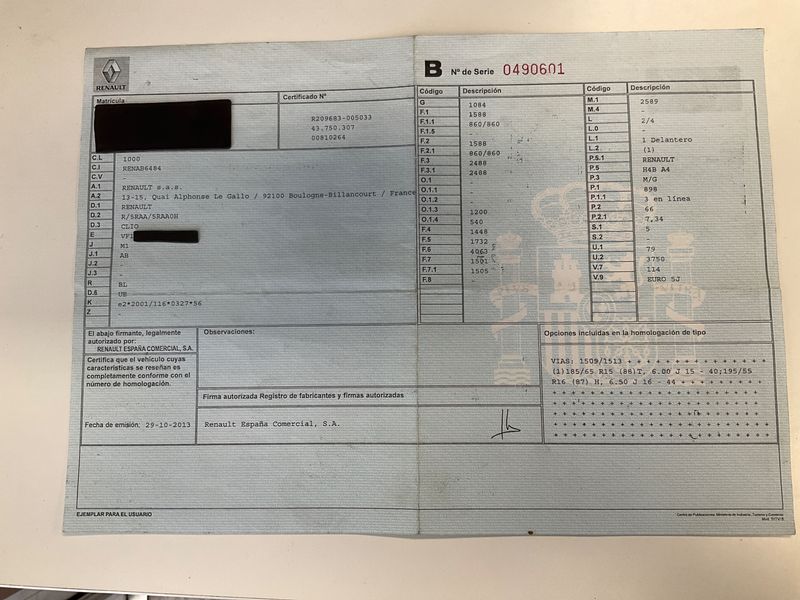 RENAULT
Matrícula
Certificado Nº
R209683-005033
43.750.307
00810264
C.L 1000
C.I RENAB6484
C.V -
A.1 RENAULT s.a.s.
A.2 13-15, Quai Alphonse Le Gallo / 92100 Boulogne-Billancourt / France
D.1 RENAULT
D.2 R/5RAA/5RAA0H
D.3 CLIO
E VF1
J M1
J.1 AB
J.2 -
J.3 -
R BL
D.6 UE
K e2*2001/116*0327*56
Z -
El abajo firmante, legalmente
autorizado por:
RENAULT ESPAÑA COMERCIAL, S.A.
Certifica que el vehículo cuyas
características se reseñan es
completamente conforme con el
número de homologación.
Fecha de emisión: 29-10-2013
Observaciones:
Firma autorizada Registro de fabricantes y firmas autorizadas
Renault España Comercial, S.A.
EJEMPLAR PARA EL USUARIO
B Nº de Serie 0490601
Código Descripción
G 1084
F.1 1588
F.1.1 860/860
F.1.5 -
F.2 1588
F.2.1 860/860
F.3 2488
F.3.1 2488
O.1 -
O.1.1 -
O.1.2 -
O.1.3 1200
O.1.4 540
F.4 1448
F.5 1732
F.6 4063
F.7 1501
F.7.1 1505
F.8 -
Código Descripción
M.1 2589
M.4 -
L 2/4
L.0 -
L.1 1 Delantero
L.2 (1)
P.5.1 RENAULT
P.5 H4B A4
P.3 M/G
P.1 898
P.1.1 3 en línea
P.2 66
P.2.1 7,34
S.1 5
S.2 -
U.1 79
U.2 3750
V.7 114
V.9 EURO 5J
Opciones incluidas en la homologación de tipo
VIAS: 1509/1513 + + + + + + + + + + + + + +
(1)185/65 R15 (88)T, 6.00 J 15 - 40;195/55
R16 (87) H, 6.50 J 16 - 44 + + + + + + + + +
Centro de Publicaciones. Ministerio de Industria, Turismo y Comercio